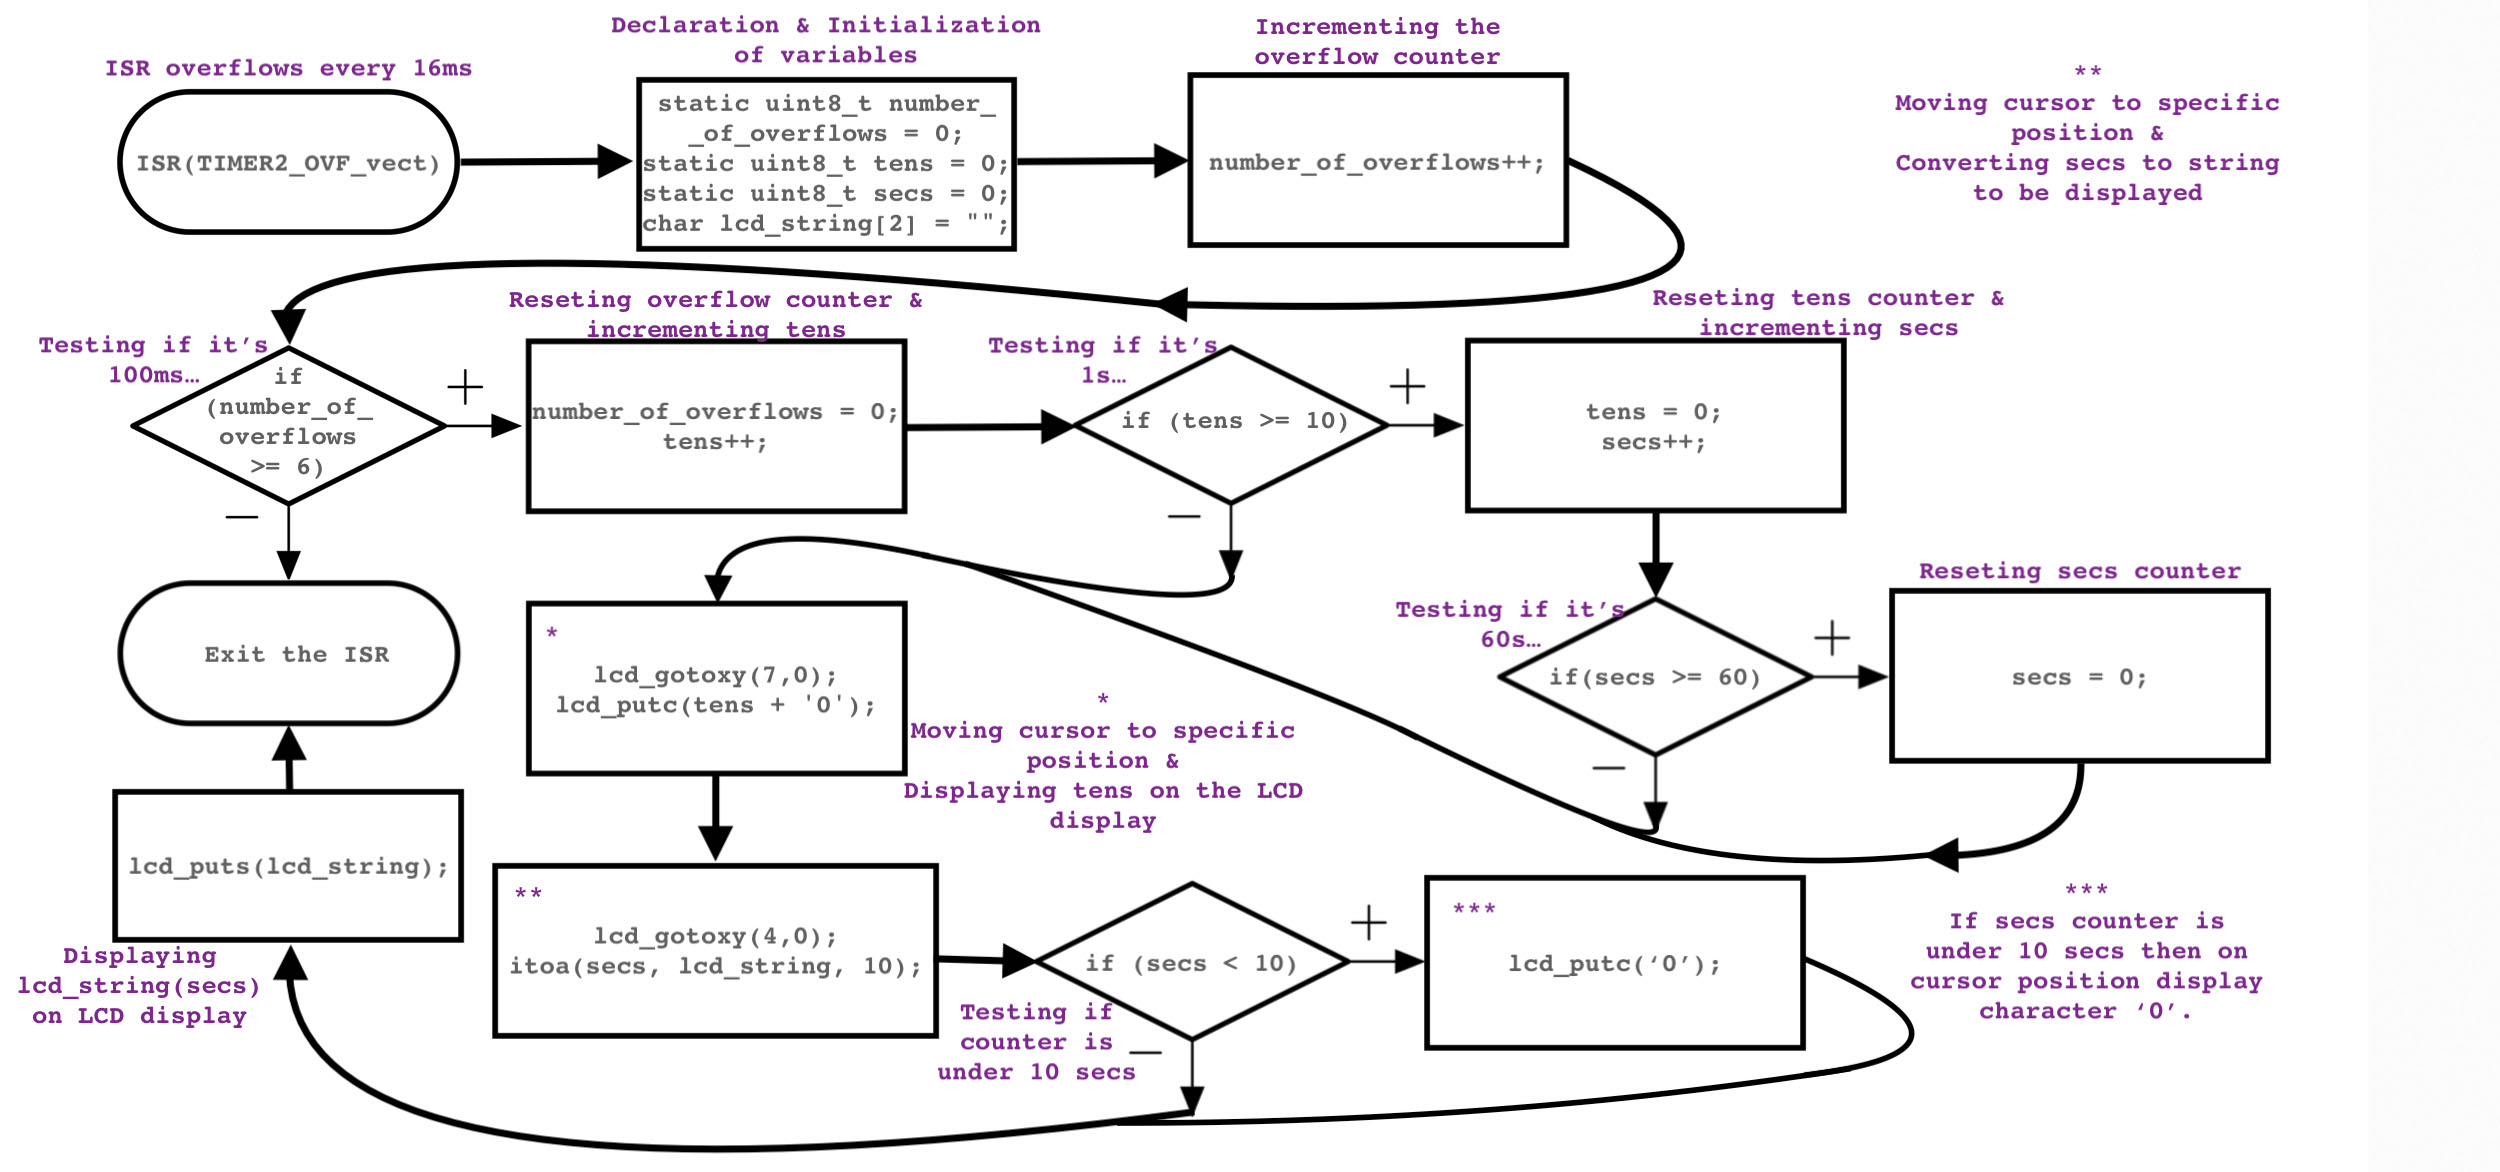 ISR overflows every 16ms
ISR(TIMER2_OVF_vect)
Declaration & Initialization
of variables
static uint8_t number_
_of_overflows = 0;
static uint8_t tens = 0;
static uint8_t secs = 0;
char lcd_string[2] = "";
Incrementing the
overflow counter
number_of_overflows++;
**
Moving cursor to specific
position &
Converting secs to string
to be displayed
Testing if it’s
100ms…
if
(number_of_
overflows
>= 6)
+
—
Reseting overflow counter &
incrementing tens
number_of_overflows = 0;
tens++;
Testing if it’s
1s…
if (tens >= 10)
+
—
Reseting tens counter &
incrementing secs
tens = 0;
secs++;
Testing if it’s
60s…
if(secs >= 60)
+
—
Reseting secs counter
secs = 0;
Exit the ISR
*
lcd_gotoxy(7,0);
lcd_putc(tens + '0');
*
Moving cursor to specific
position &
Displaying tens on the LCD
display
lcd_puts(lcd_string);
Displaying
lcd_string(secs)
on LCD display
**
lcd_gotoxy(4,0);
itoa(secs, lcd_string, 10);
if (secs < 10)
+
—
Testing if
counter is
under 10 secs
***
lcd_putc(‘0’);
***
If secs counter is
under 10 secs then on
cursor position display
character ‘0’.